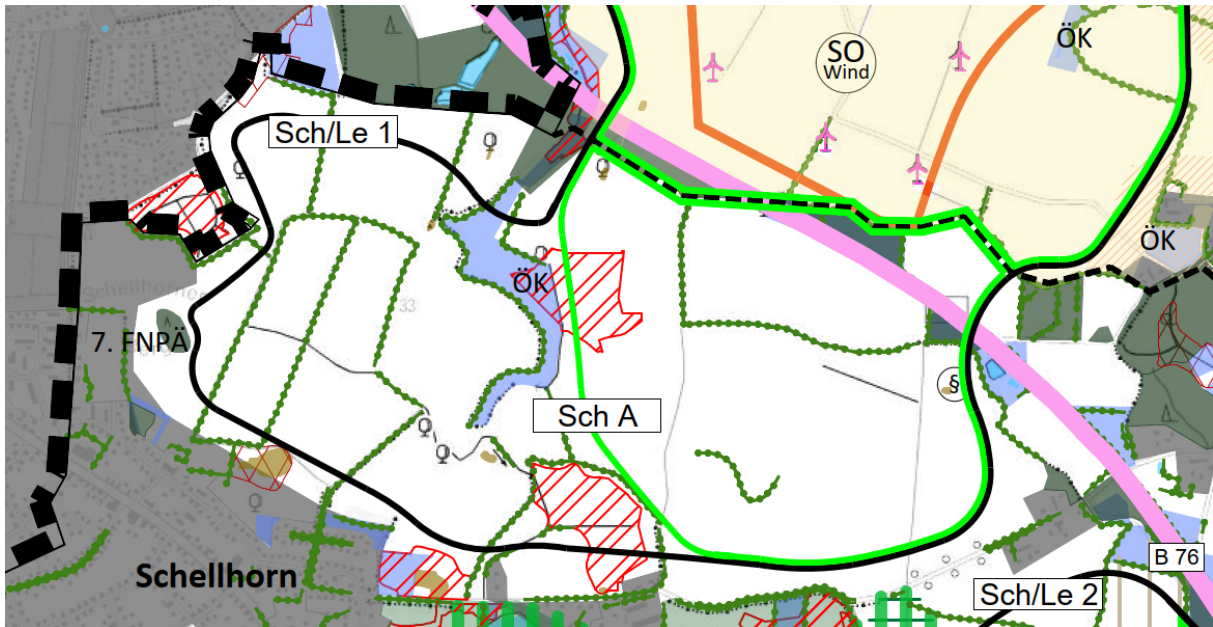 ÖK
SO
Wind
Sch/Le 1
ÖK
ÖK
33
7. FNPÄ
§
Sch A
B 76
Schellhorn
Sch/Le 2